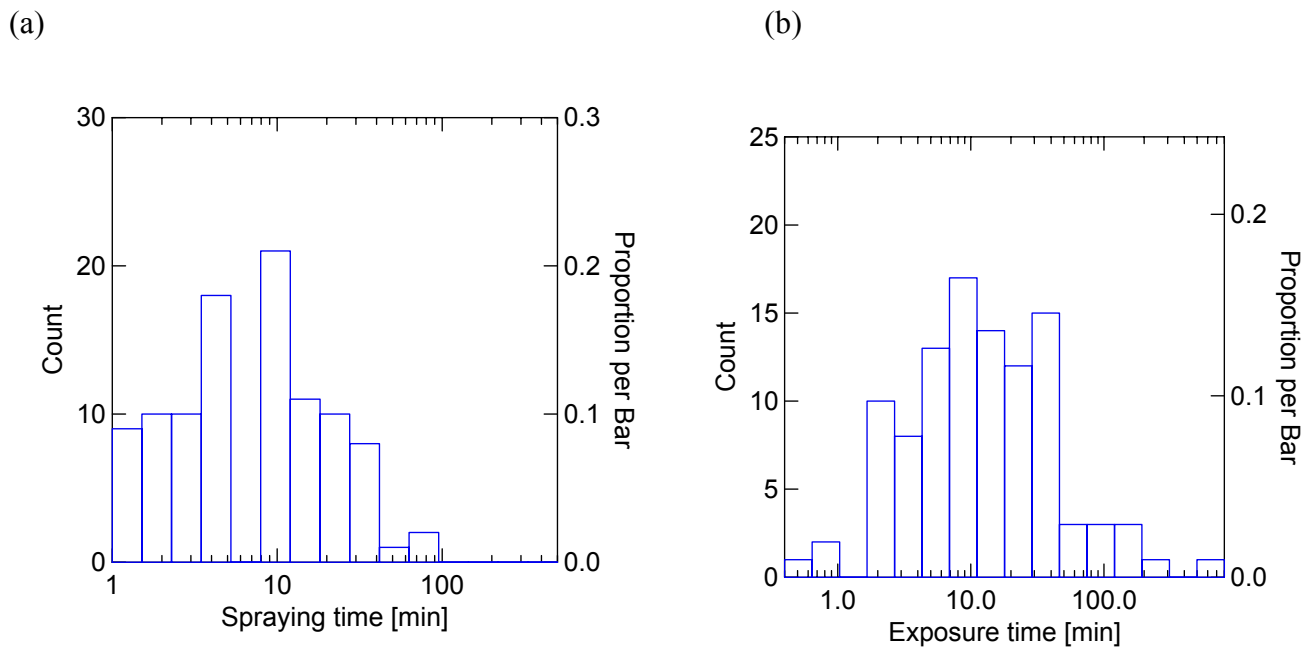 (a)
30
20
10
0
Count
0.3
0.2
0.1
0.0
Proportion per Bar
1 10 100
Spraying time [min]
(b)
25
20
15
10
5
0
Count
0.2
0.1
0.0
Proportion per Bar
1.0 10.0 100.0
Exposure time [min]